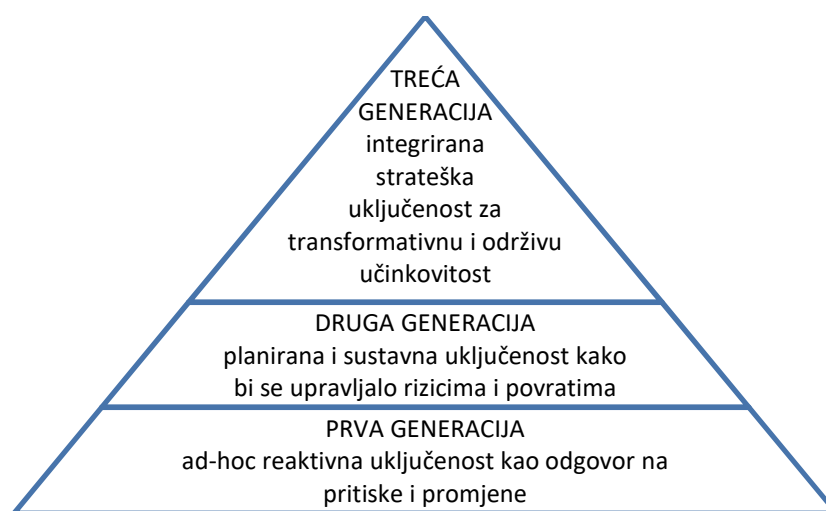 TREĆA
GENERACIJA
integrirana
strateška
uključenost za
transformativnu i održivu
učinkovitost
DRUGA GENERACIJA
planirana i sustavna uključenost kako
bi se upravljalo rizicima i povratima
PRVA GENERACIJA
ad-hoc reaktivna uključenost kao odgovor na
pritiske i promjene